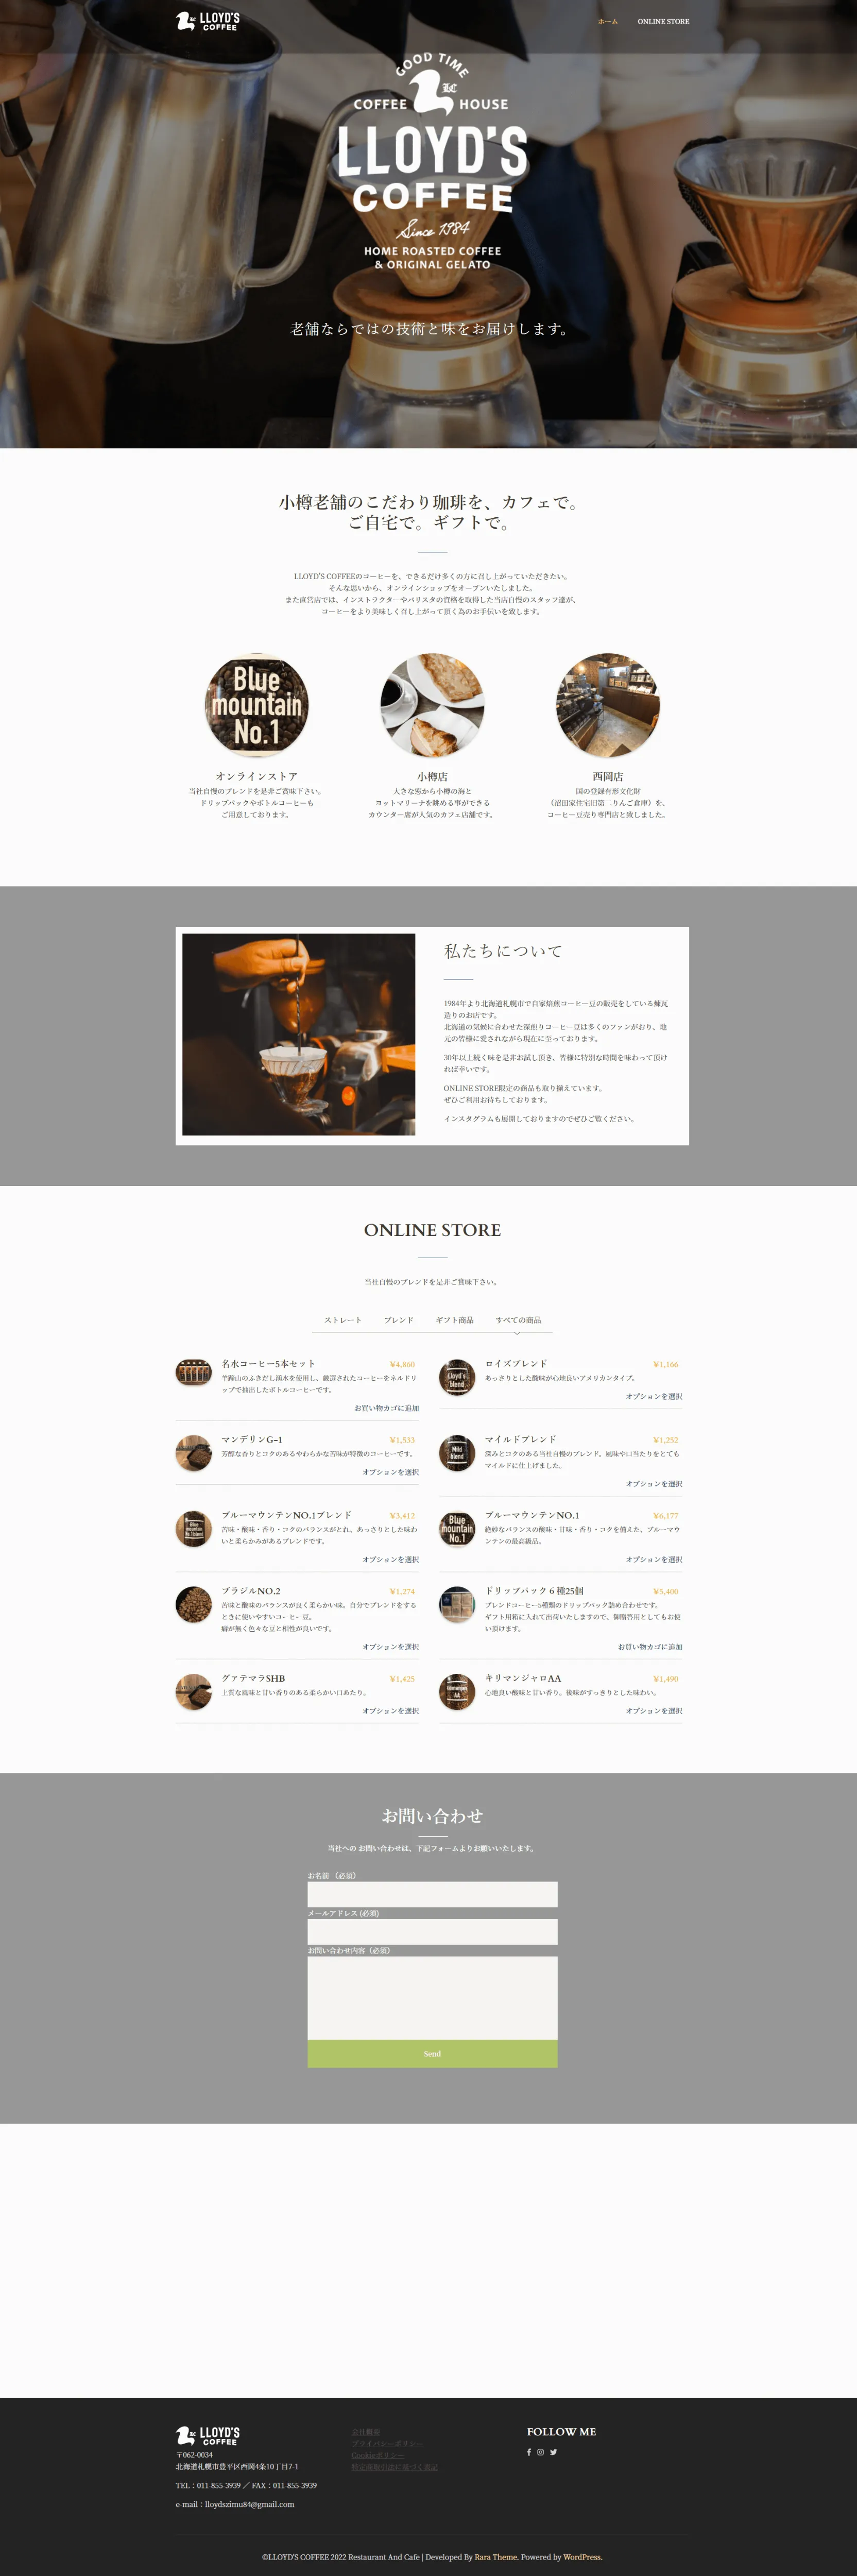 LLOYD'S COFFEE
ホーム
ONLINE STORE
GOOD TIME
COFFEE HOUSE
LC
LLOYD'S
COFFEE
Since 1984
HOME ROASTED COFFEE
& ORIGINAL GELATO
老舗ならではの技術と味をお届けします。
小樽老舗のこだわり珈琲を、カフェで。
ご自宅で。ギフトで。
LLOYD'S COFFEEのコーヒーを、できるだけ多くの方に召し上がっていただきたい。
そんな思いから、オンラインショップをオープンいたしました。
また直営店では、インストラクターやバリスタの資格を取得した当店自慢のスタッフ達が、
コーヒーをより美味しく召し上がって頂く為のお手伝いを致します。
Blue
mountain
No.1
オンラインストア
当社自慢のブレンドを是非ご賞味下さい。
ドリップパックやボトルコーヒーも
ご用意しております。
小樽店
大きな窓から小樽の海と
ヨットマリーナを眺める事ができる
カウンター席が人気のカフェ店舗です。
西岡店
国の登録有形文化財
（沼田家住宅旧第二りんご倉庫）を、
コーヒー豆売り専門店と致しました。
私たちについて
1984年より北海道札幌市で自家焙煎コーヒー豆の販売をしている煉瓦
造りのお店です。
北海道の気候に合わせた深煎りコーヒー豆は多くのファンがおり、地
元の皆様に愛されながら現在に至っております。
30年以上続く味を是非お試し頂き、皆様に特別な時間を味わって頂け
れば幸いです。
ONLINE STORE限定の商品も取り揃えています。
ぜひご利用お待ちしております。
インスタグラムも展開しておりますのでぜひご覧ください。
ONLINE STORE
当社自慢のブレンドを是非ご賞味下さい。
ストレート
ブレンド
ギフト商品
すべての商品
名水コーヒー5本セット
¥4,860
羊蹄山のふきだし湧水を使用し、厳選されたコーヒーをネルドリ
ップで抽出したボトルコーヒーです。
お買い物カゴに追加
Lloyd's
blend
ロイズブレンド
¥1,166
あっさりとした酸味が心地良いアメリカンタイプ。
オプションを選択
マンデリンG-1
¥1,533
芳醇な香りとコクのあるやわらかな苦味が特徴のコーヒーです。
オプションを選択
Mild
blend
マイルドブレンド
¥1,252
深みとコクのある当社自慢のブレンド。風味や口当たりをとても
マイルドに仕上げました。
オプションを選択
ブルーマウンテンNO.1ブレンド
¥3,412
苦味・酸味・香り・コクのバランスがとれ、あっさりとした味わ
いと柔らかみがあるブレンドです。
オプションを選択
Blue
mountain
No.1
ブルーマウンテンNO.1
¥6,177
絶妙なバランスの酸味・甘味・香り・コクを備えた、ブルーマウ
ンテンの最高級品。
オプションを選択
ブラジルNO.2
¥1,274
苦味と酸味のバランスが良く柔らかい味。自分でブレンドをする
ときに使いやすいコーヒー豆。
癖が無く色々な豆と相性が良いです。
オプションを選択
ドリップパック 6 種25個
¥5,400
ブレンドコーヒー5種類のドリップパック詰め合わせです。
ギフト用箱に入れて出荷いたしますので、御贈答用としてもお使
い頂けます。
お買い物カゴに追加
グァテマラSHB
¥1,425
上質な風味と甘い香りのある柔らかい口あたり。
オプションを選択
キリマンジャロAA
¥1,490
心地良い酸味と甘い香り。後味がすっきりとした味わい。
オプションを選択
お問い合わせ
当社への お問い合わせは、下記フォームよりお願いいたします。
お名前 （必須）
メールアドレス (必須)
お問い合わせ内容（必須）
Send
LLOYD'S COFFEE
〒062-0034
北海道札幌市豊平区西岡4条10丁目7-1
TEL：011-855-3939 ／ FAX：011-855-3939
e-mail：lloydszimu84@gmail.com
会社概要
プライバシーポリシー
Cookieポリシー
特定商取引法に基づく表記
FOLLOW ME
©LLOYD'S COFFEE 2022 Restaurant And Cafe | Developed By Rara Theme. Powered by WordPress.